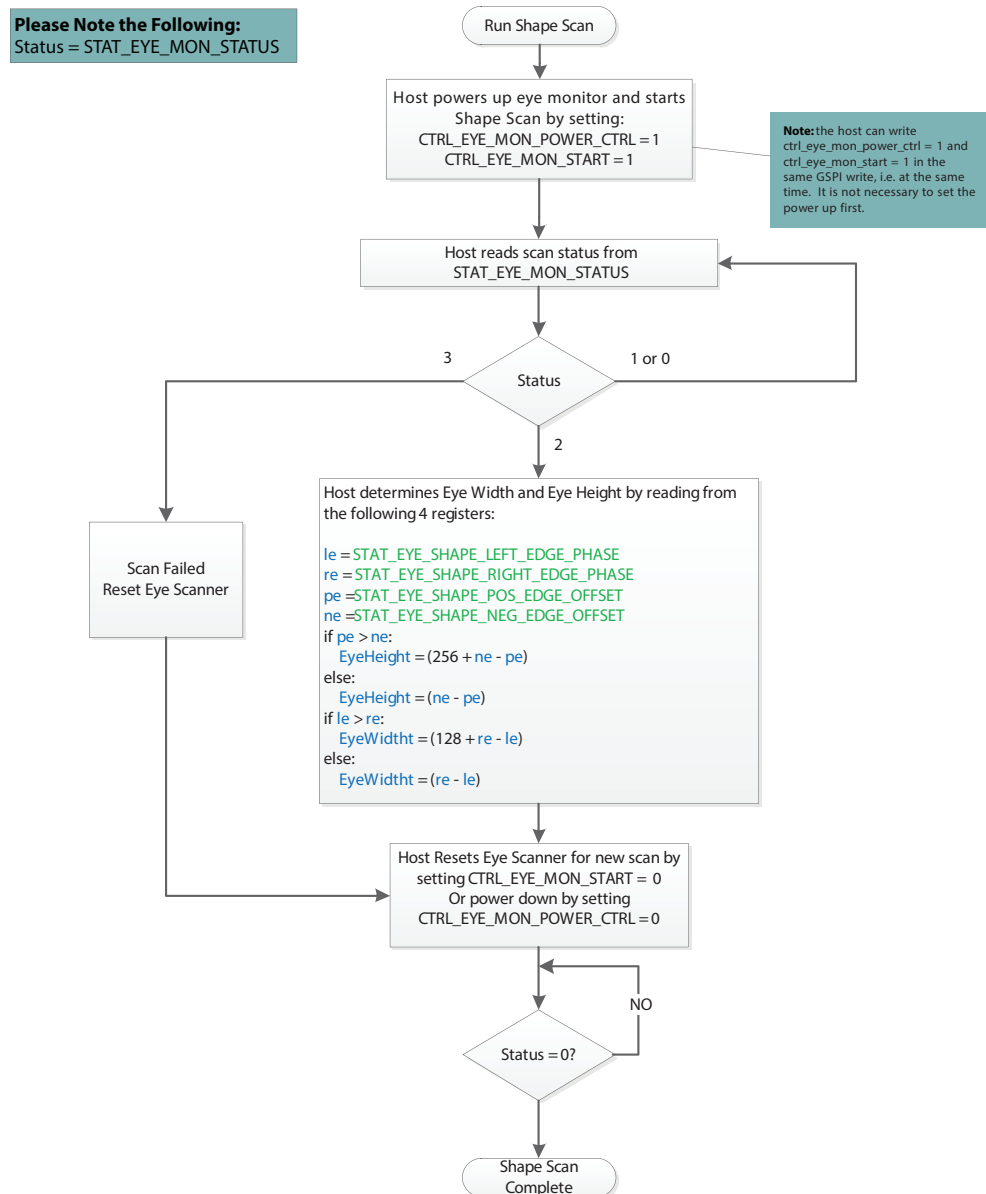 Please Note the Following:
Status = STAT_EYE_MON_STATUS
Run Shape Scan
Host powers up eye monitor and starts
Shape Scan by setting:
CTRL_EYE_MON_POWER_CTRL = 1
CTRL_EYE_MON_START = 1
Note: the host can write
ctrl_eye_mon_power_ctrl = 1 and
ctrl_eye_mon_start = 1 in the
same GSPI write, i.e. at the same
time. It is not necessary to set the
power up first.
Host reads scan status from
STAT_EYE_MON_STATUS
3
1 or 0
Status
2
Host determines Eye Width and Eye Height by reading from
the following 4 registers:
le = STAT_EYE_SHAPE_LEFT_EDGE_PHASE
re = STAT_EYE_SHAPE_RIGHT_EDGE_PHASE
pe =STAT_EYE_SHAPE_POS_EDGE_OFFSET
ne =STAT_EYE_SHAPE_NEG_EDGE_OFFSET
if pe > ne:
EyeHeight = (256 + ne - pe)
else:
EyeHeight = (ne - pe)
if le > re:
EyeWidtht = (128 + re - le)
else:
EyeWidtht = (re - le)
Scan Failed
Reset Eye Scanner
Host Resets Eye Scanner for new scan by
setting CTRL_EYE_MON_START = 0
Or power down by setting
CTRL_EYE_MON_POWER_CTRL = 0
NO
Status = 0?
Shape Scan
Complete